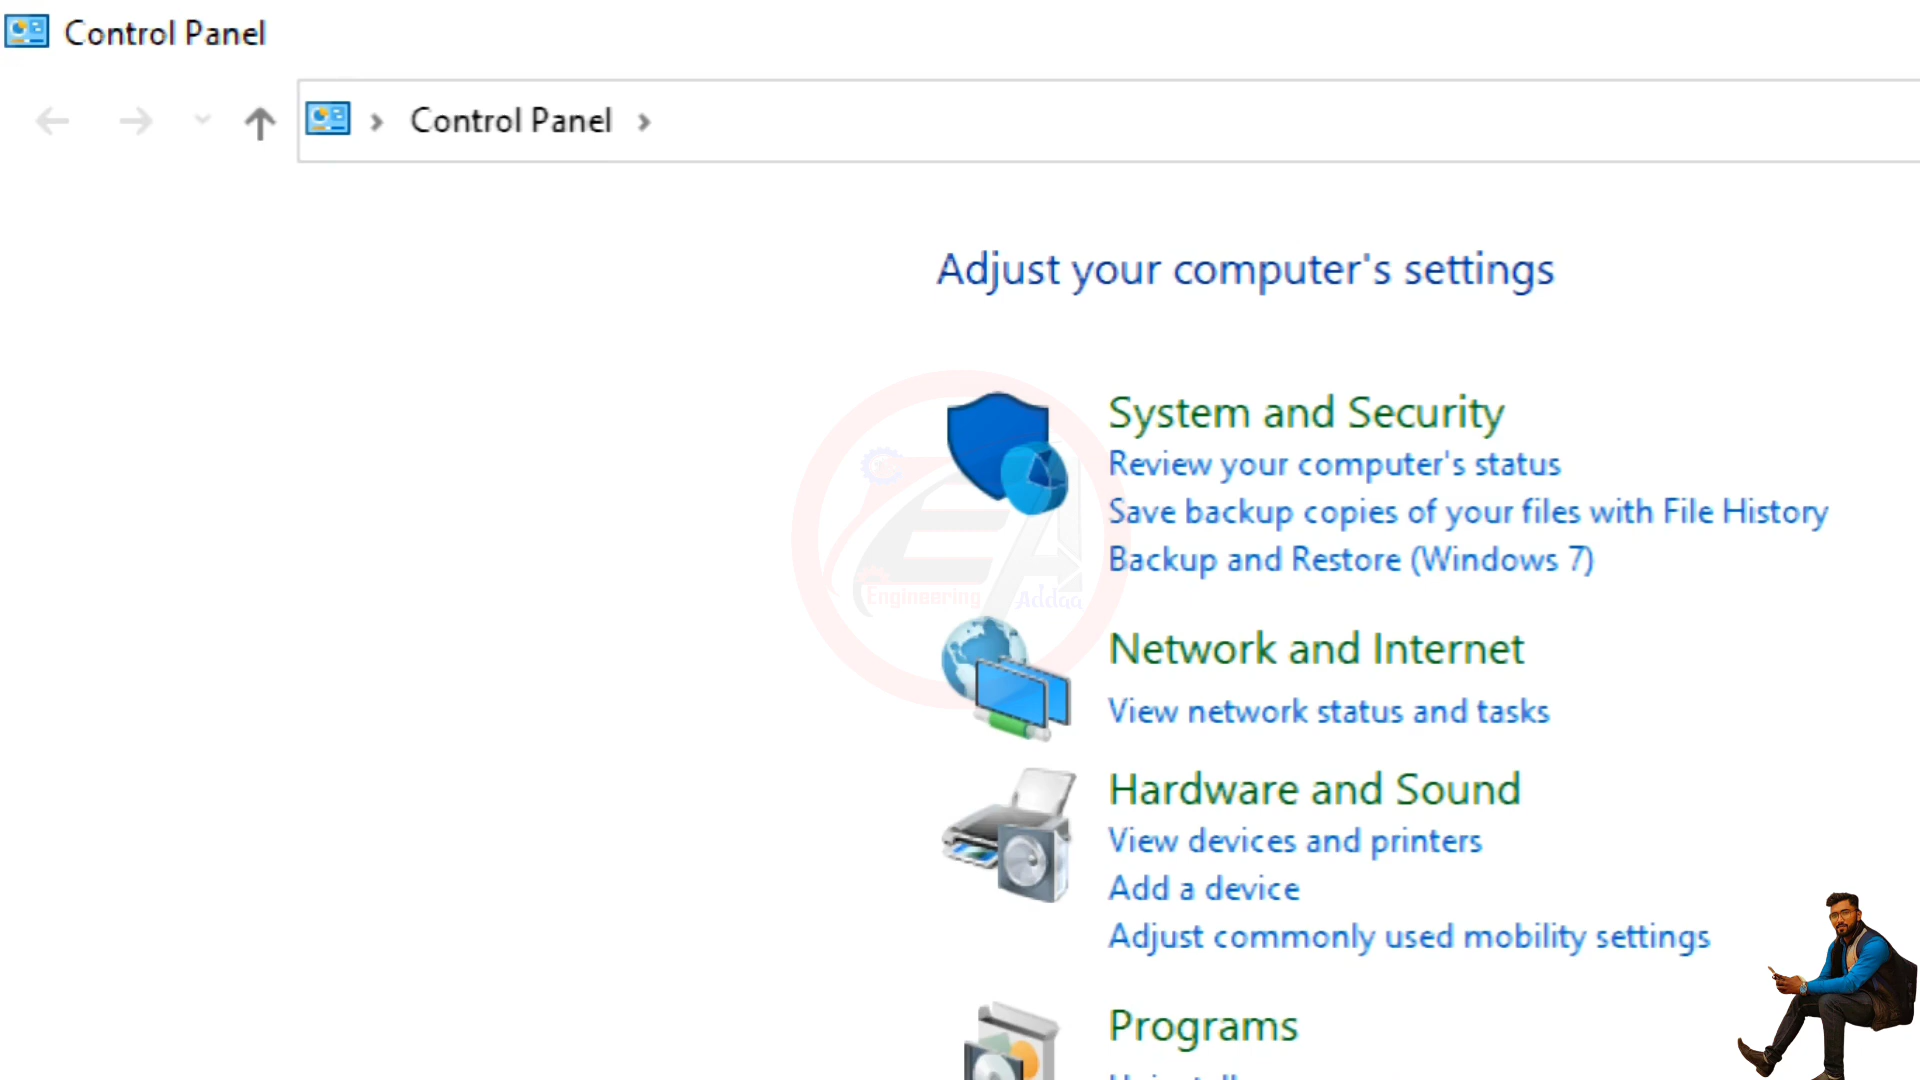 Control Panel
Control Panel
Adjust your computer's settings
System and Security
Review your computer's status
Save backup copies of your files with File History
Backup and Restore (Windows 7)
Engineering Addaa
Network and Internet
View network status and tasks
Hardware and Sound
View devices and printers
Add a device
Adjust commonly used mobility settings
Programs